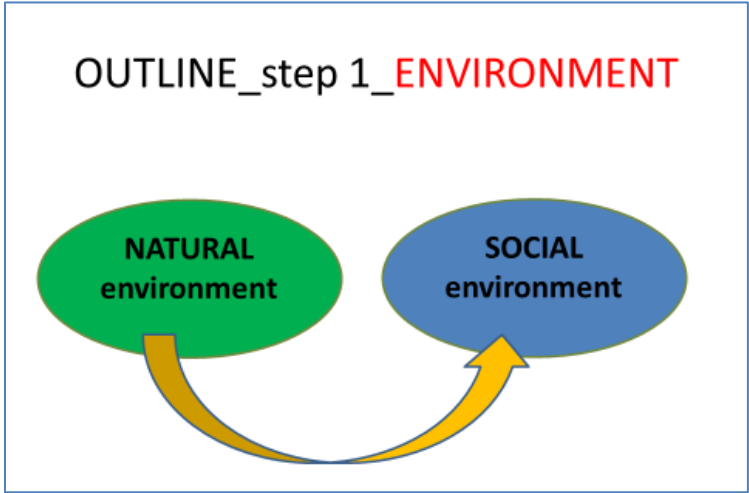 OUTLINE_step 1_ENVIRONMENT
NATURAL
environment
SOCIAL
environment